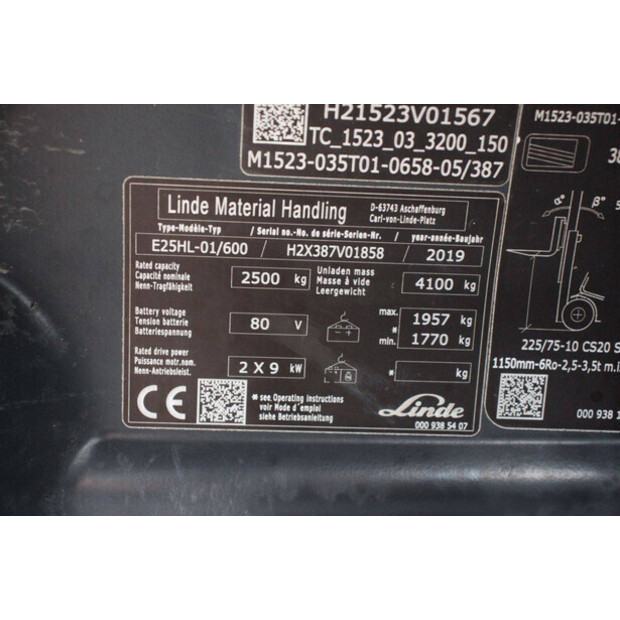 H21523V01567
TC_1523_03_3200_150
M1523-035T01-0658-05/387
M1523-035T01-
38
α° β°
Linde Material Handling
D-63743 Aschaffenburg
Carl-von-Linde-Platz
Type-Modèle-Typ / Serial no.-No. de série-Serien-Nr. / year-année-Baujahr
E25HL-01/600 / H2X387V01858 / 2019
Rated capacity
Capacité nominale
Nenn-Tragfähigkeit
2500 kg
Unladen mass
Masse à vide
Leergewicht
4100 kg
Battery voltage
Tension batterie
Batteriespannung
80 V
max. 1957 kg
*
min. 1770 kg
Rated drive power
Puissance motr.nom.
Nenn-Antriebsleist.
2 X 9 kW
* kg
CE
* see. Operating instructions
voir Mode d´emploi
siehe Betriebsanleitung
Linde
000 938 54 07
225/75-10 CS20 S
1150mm-6Ro-2,5-3,5t m.i
000 938 1